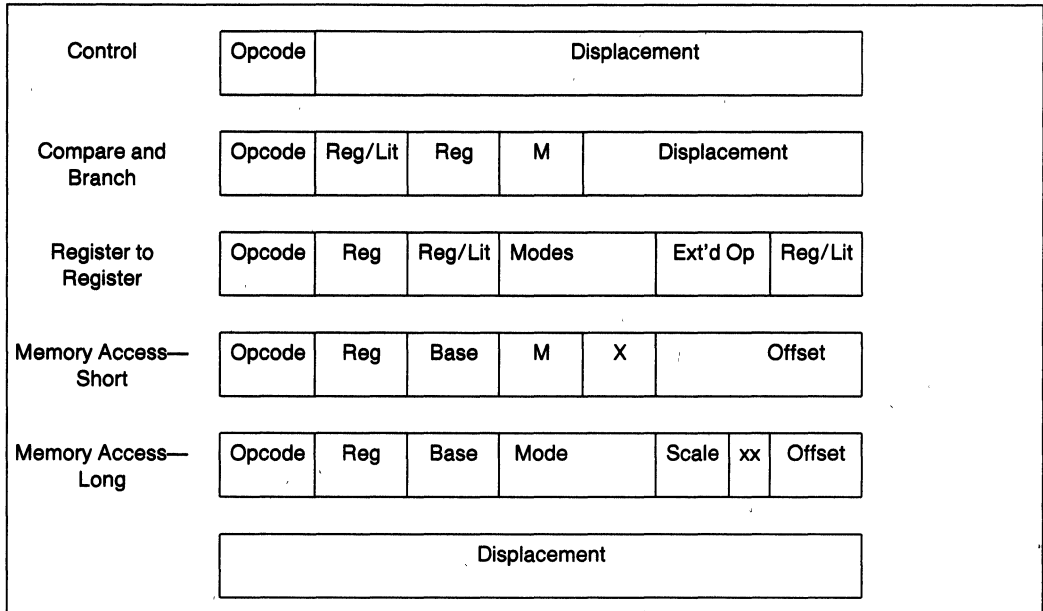 Control Opcode Displacement
Compare and Branch Opcode Reg/Lit Reg M Displacement
Register to Register Opcode Reg Reg/Lit Modes Ext'd Op Reg/Lit
Memory Access— Short Opcode Reg Base M X Offset
Memory Access— Long Opcode Reg Base Mode Scale xx Offset
Displacement